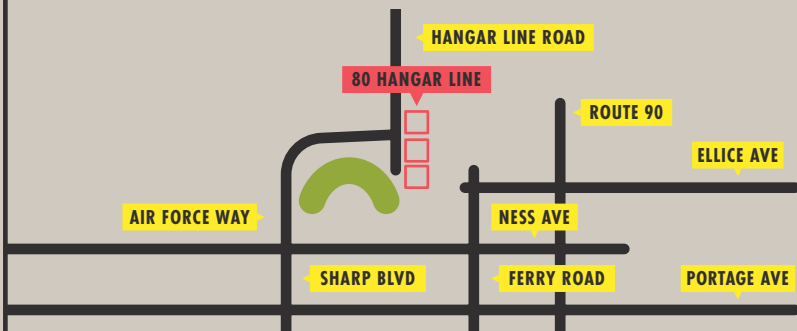 HANGAR LINE ROAD
80 HANGAR LINE
ROUTE 90
ELLICE AVE
AIR FORCE WAY
NESS AVE
SHARP BLVD
FERRY ROAD
PORTAGE AVE